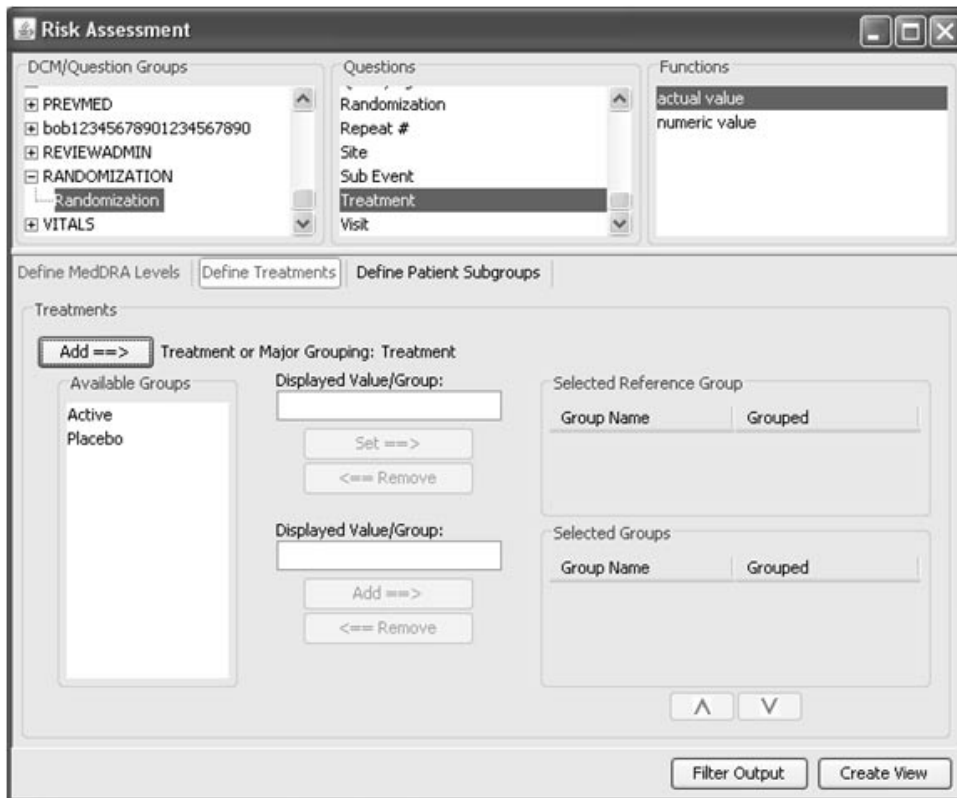 Risk Assessment
DCM/Question Groups
PREVMED
bob12345678901234567890
REVIEWADMIN
RANDOMIZATION
Randomization
VITALS
Questions
Randomization
Repeat #
Site
Sub Event
Treatment
Visit
Functions
actual value
numeric value
Define MedDRA Levels Define Treatments Define Patient Subgroups
Treatments
Add ==> Treatment or Major Grouping: Treatment
Available Groups
Active
Placebo
Displayed Value/Group:
Set ==>
<== Remove
Displayed Value/Group:
Add ==>
<== Remove
Selected Reference Group
Group Name Grouped
Selected Groups
Group Name Grouped
Filter Output Create View